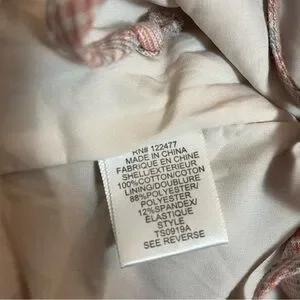 RN# 122477
MADE IN CHINA
FABRIQUE EN CHINE
SHELL/EXTERIEUR
100%COTTON/COTON
LINING/DOUBLURE
88%POLYESTER/
POLYESTER
12%SPANDEX/
ELASTIQUE
STYLE
TS0919A
SEE REVERSE